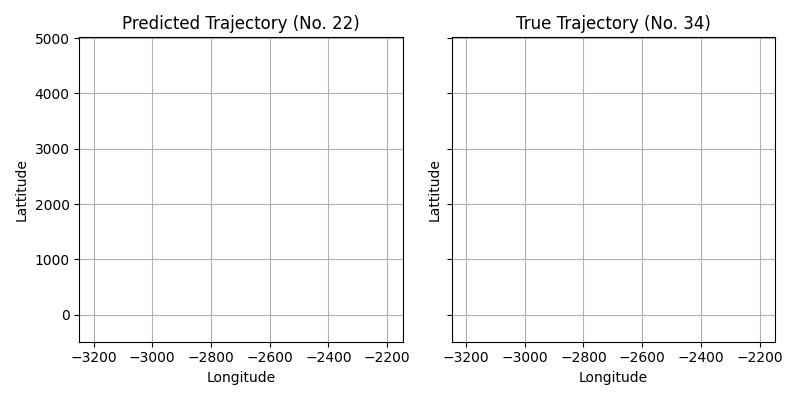 Predicted Trajectory (No. 22)
5000
4000
3000
2000
1000
0
Lattitude
−3200 −3000 −2800 −2600 −2400 −2200
Longitude
True Trajectory (No. 34)
Lattitude
−3200 −3000 −2800 −2600 −2400 −2200
Longitude